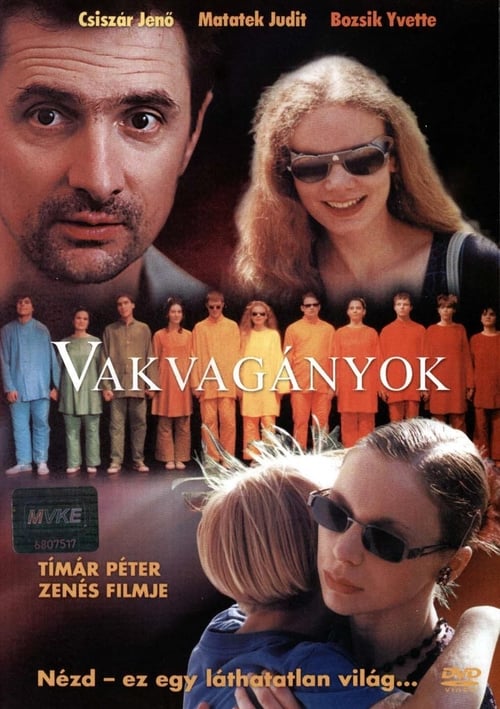 Csiszár Jenő Matatek Judit Bozsik Yvette
VAKVAGÁNYOK
MVKE
6807517
TÍMÁR PÉTER
ZENÉS FILMJE
Nézd – ez egy láthatatlan világ...
DVD
VIDEO